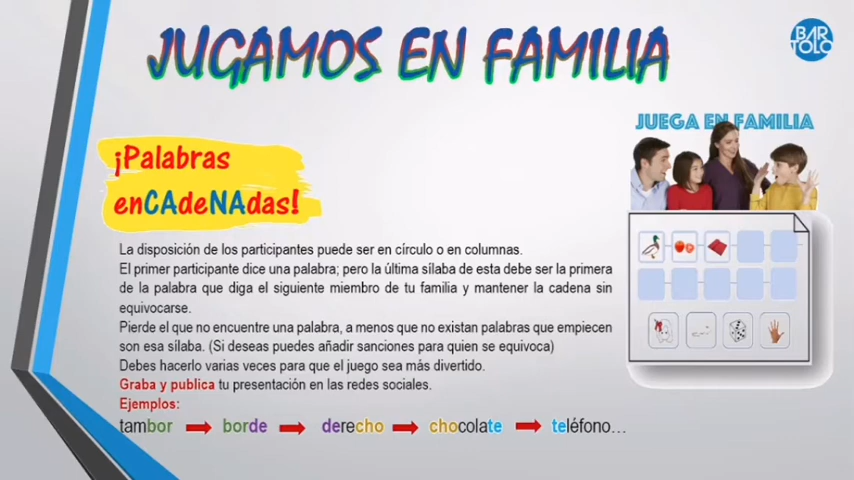 JUGAMOS EN FAMILIA
BAR
TOLO
JUEGA EN FAMILIA
¡Palabras
enCAdeNAdas!
La disposición de los participantes puede ser en círculo o en columnas.
El primer participante dice una palabra; pero la última sílaba de esta debe ser la primera
de la palabra que diga el siguiente miembro de tu familia y mantener la cadena sin
equivocarse.
Pierde el que no encuentre una palabra, a menos que no existan palabras que empiecen
son esa sílaba. (Si deseas puedes añadir sanciones para quien se equivoca)
Debes hacerlo varias veces para que el juego sea más divertido.
Graba y publica tu presentación en las redes sociales.
Ejemplos:
tambor borde derecho chocolate teléfono…